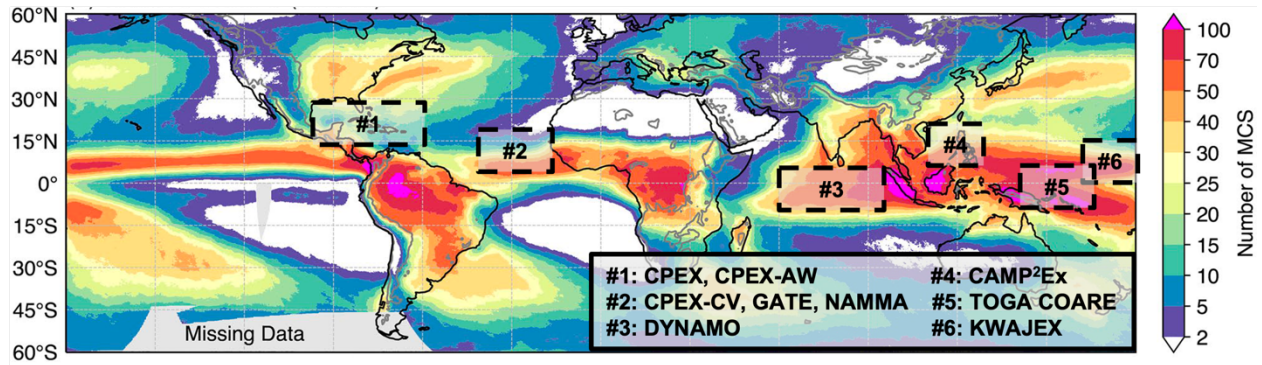 60°N
45°N
30°N
15°N
0°
15°S
30°S
45°S
60°S
#1
#2
#3
#4
#5
#6
Missing Data
#1: CPEX, CPEX-AW
#2: CPEX-CV, GATE, NAMMA
#3: DYNAMO
#4: CAMP²Ex
#5: TOGA COARE
#6: KWAJEX
100
70
50
40
30
25
20
15
10
5
2
Number of MCS